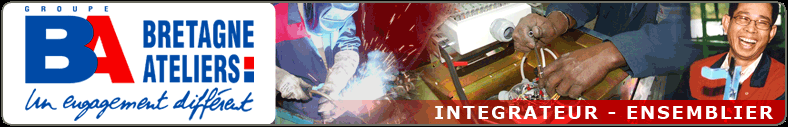 GROUPE
BA BRETAGNE
ATELIERS
Un engagement différent
INTEGRATEUR - ENSEMBLIER